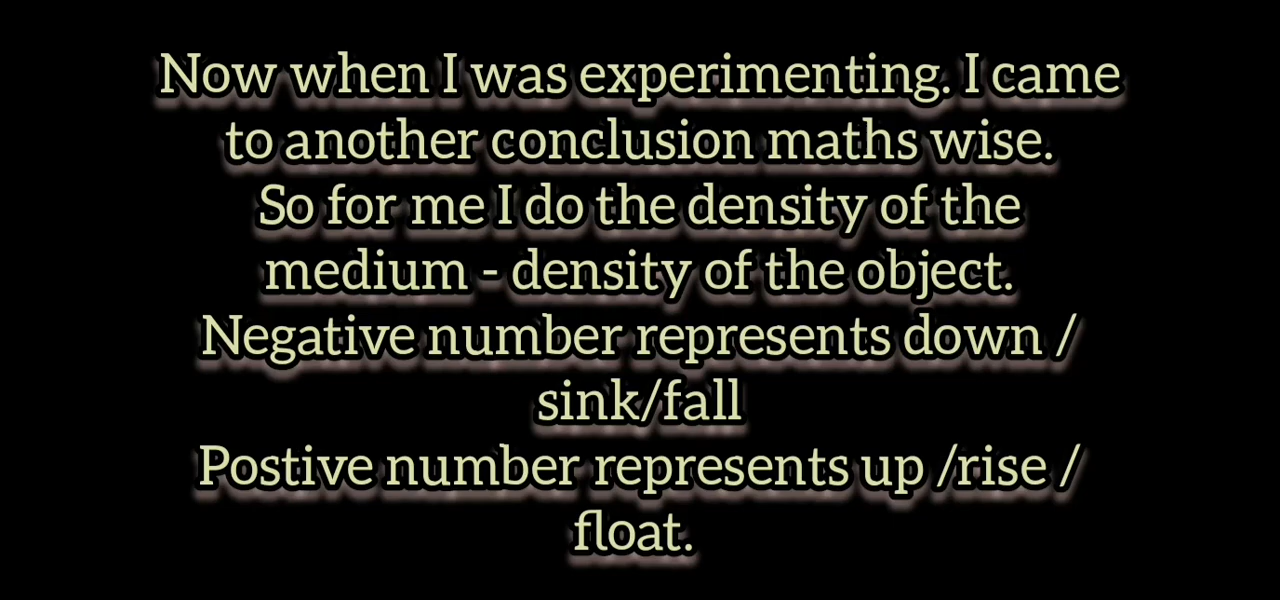 Now when I was experimenting. I came
to another conclusion maths wise.
So for me I do the density of the
medium - density of the object.
Negative number represents down /
sink/fall
Postive number represents up /rise /
float.